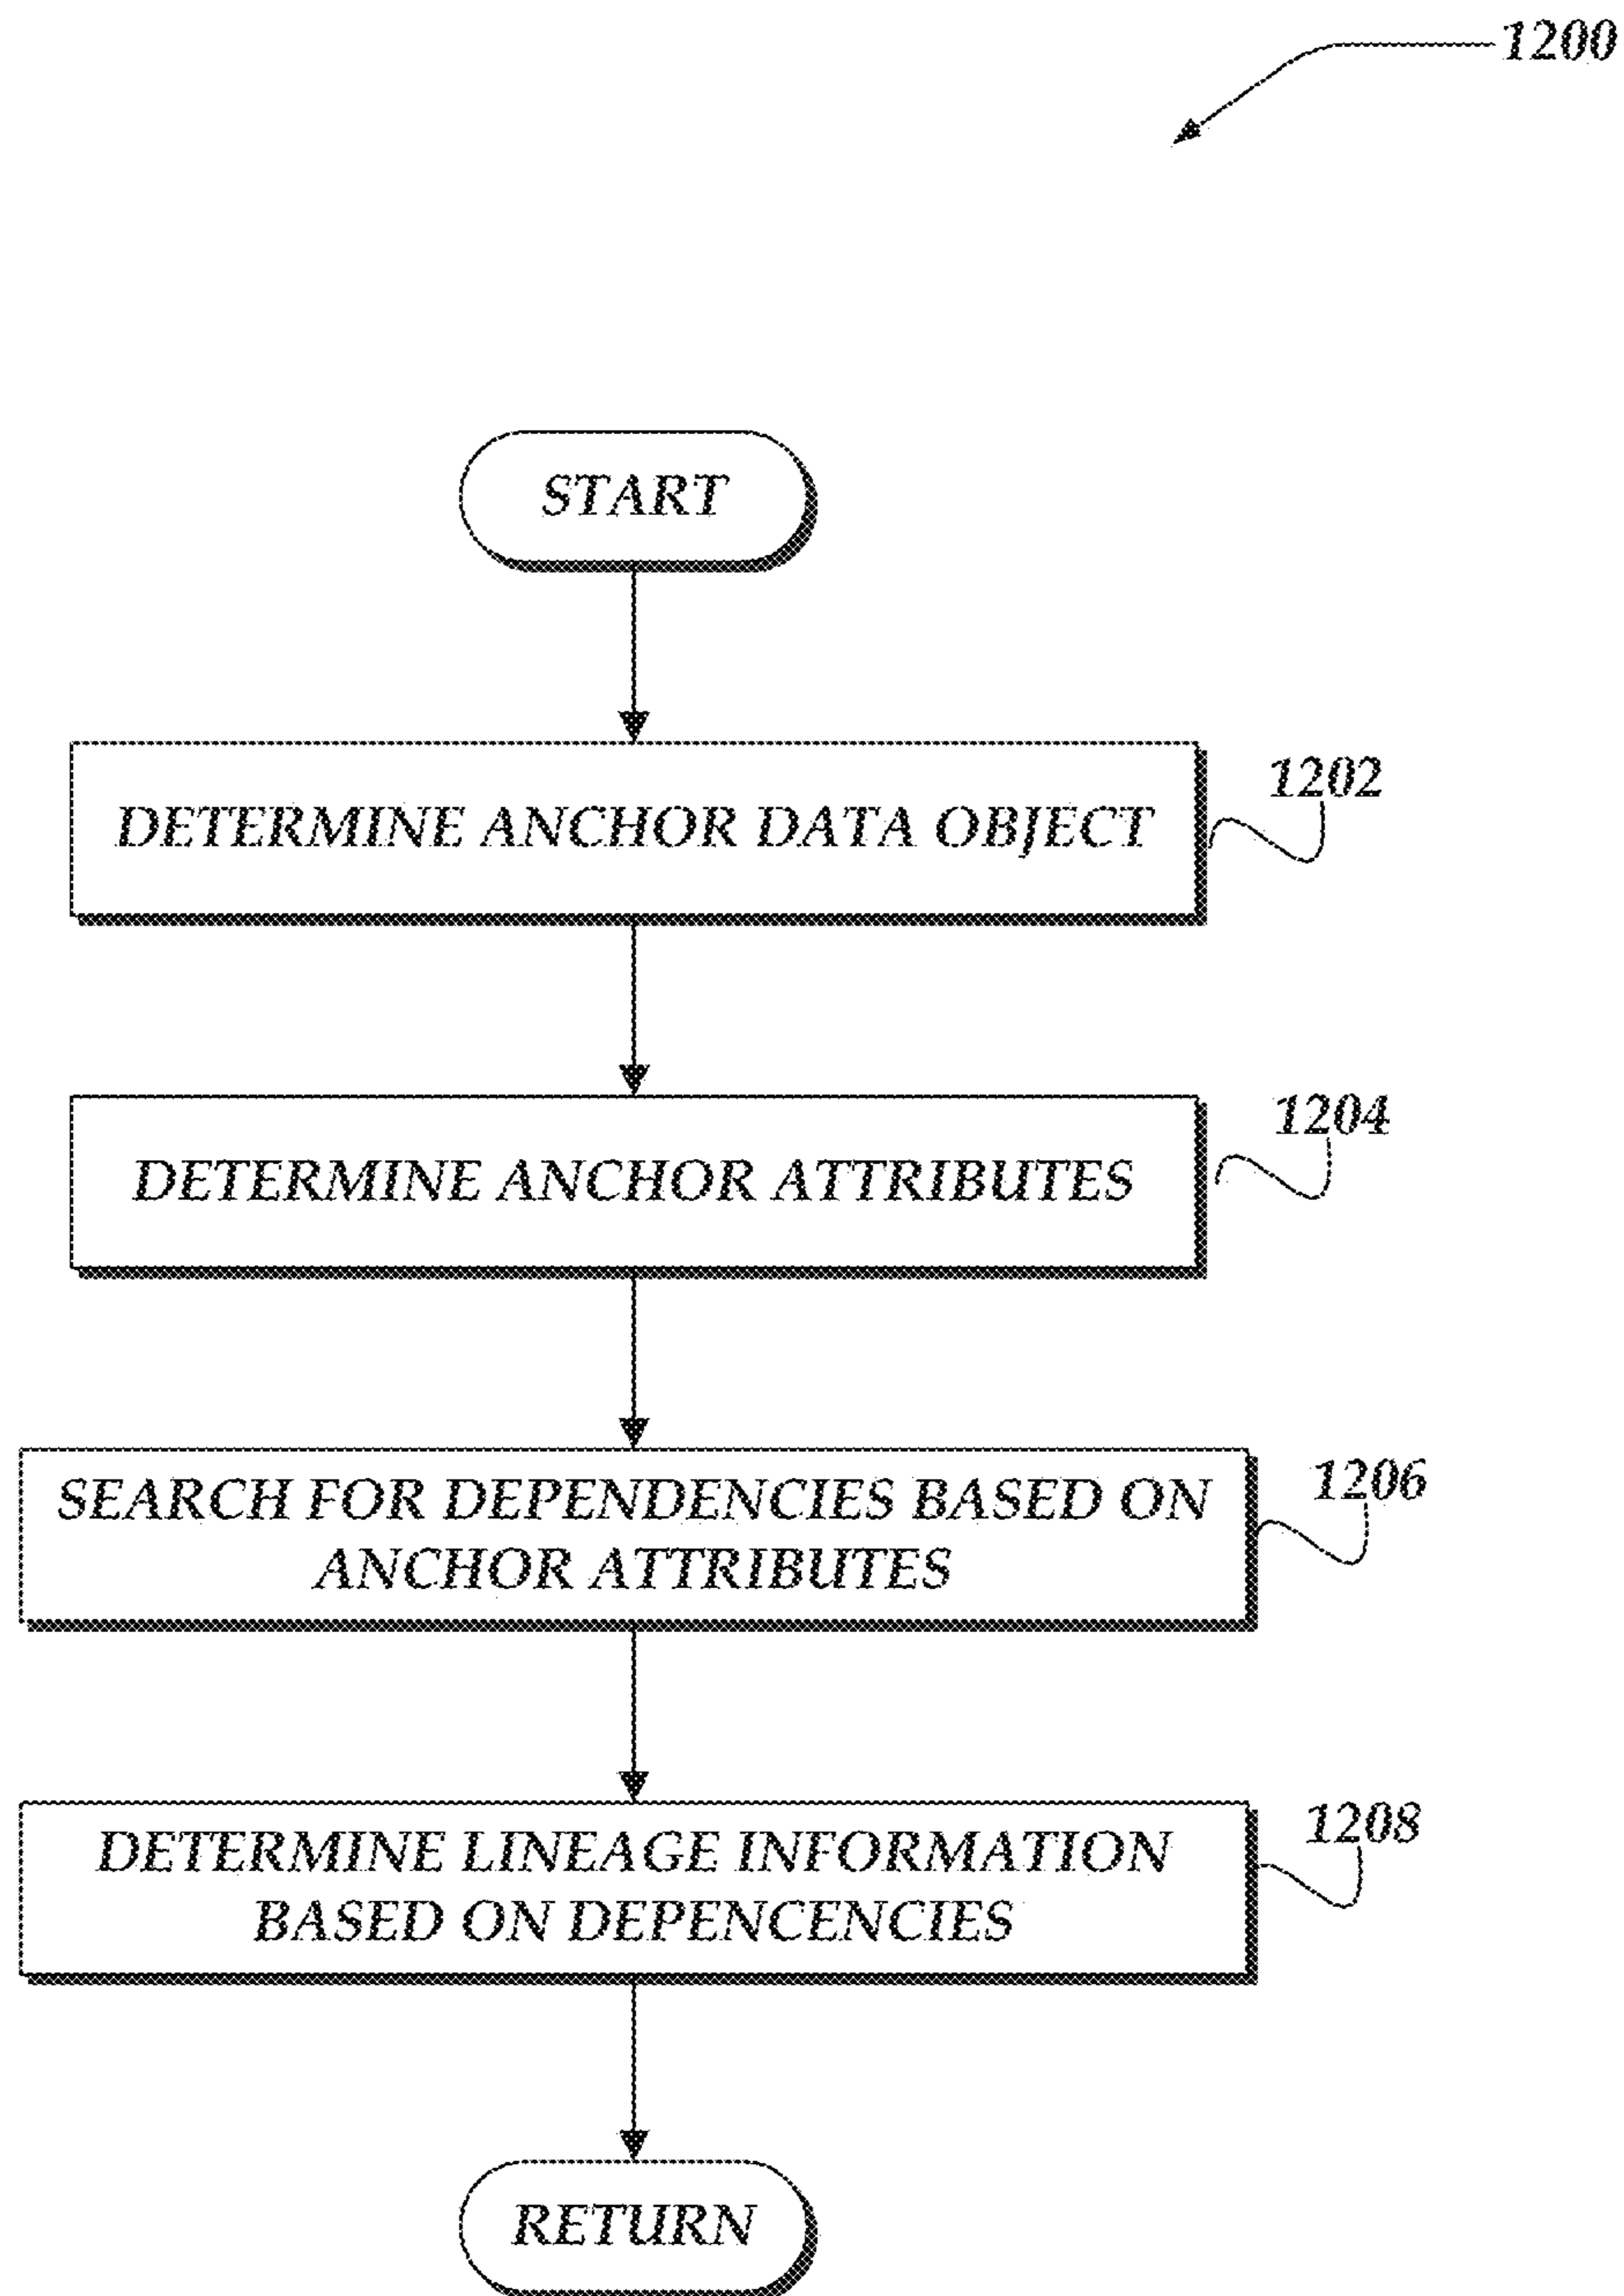 1200
START
DETERMINE ANCHOR DATA OBJECT
1202
DETERMINE ANCHOR ATTRIBUTES
1204
SEARCH FOR DEPENDENCIES BASED ON
ANCHOR ATTRIBUTES
1206
DETERMINE LINEAGE INFORMATION
BASED ON DEPENCENCIES
1208
RETURN